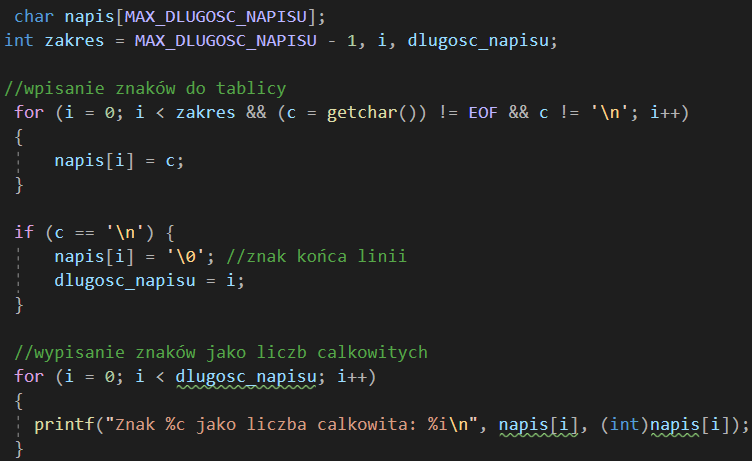 char napis[MAX_DLUGOSC_NAPISU];
int zakres = MAX_DLUGOSC_NAPISU - 1, i, dlugosc_napisu;
//wpisanie znaków do tablicy
for (i = 0; i < zakres && (c = getchar()) != EOF && c != '\n'; i++)
{
napis[i] = c;
}
if (c == '\n') {
napis[i] = '\0'; //znak końca linii
dlugosc_napisu = i;
}
//wypisanie znaków jako liczb calkowitych
for (i = 0; i < dlugosc_napisu; i++)
{
printf("Znak %c jako liczba calkowita: %i\n", napis[i], (int)napis[i]);
}